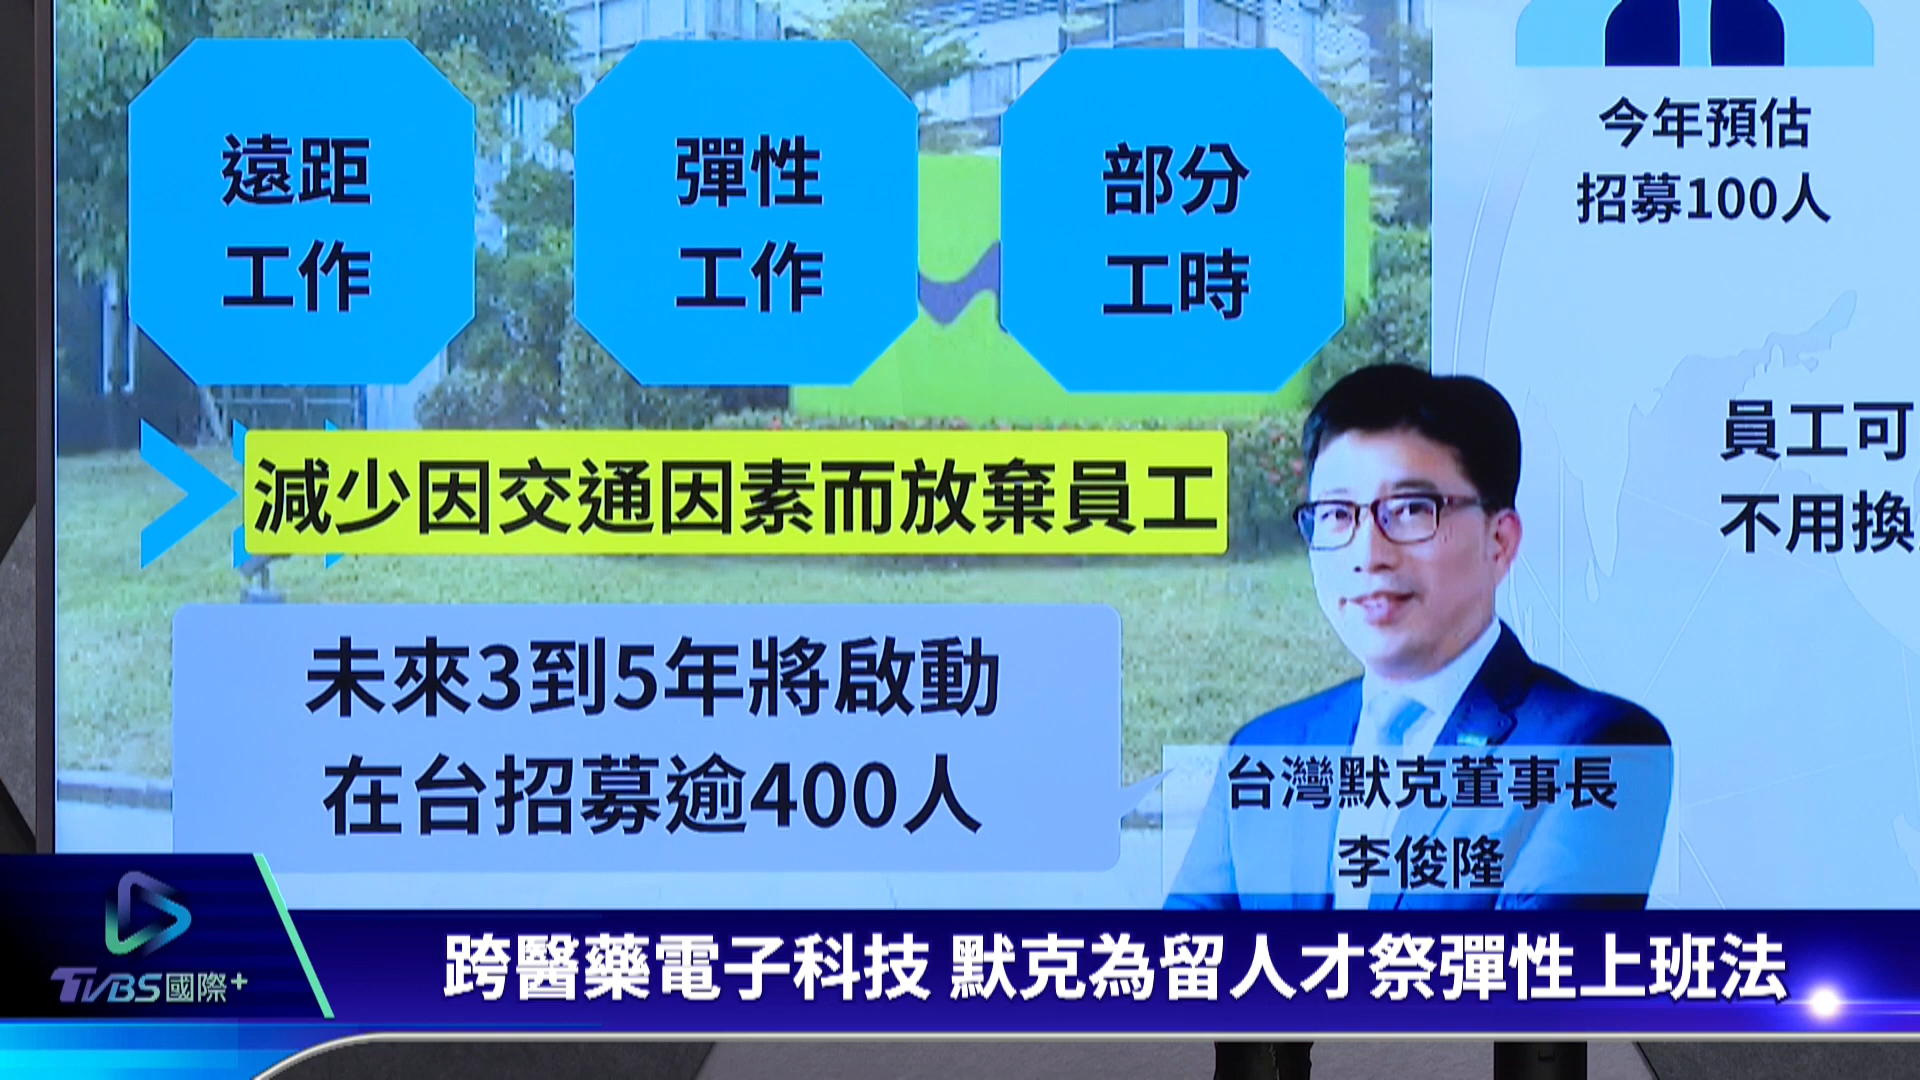 遠距
工作
彈性
工作
部分
工時
今年預估
招募100人
減少因交通因素而放棄員工
員工可
不用換
未來3到5年將啟動
在台招募逾400人
台灣默克董事長
李俊隆
跨醫藥電子科技 默克為留人才祭彈性上班法
TVBS國際+